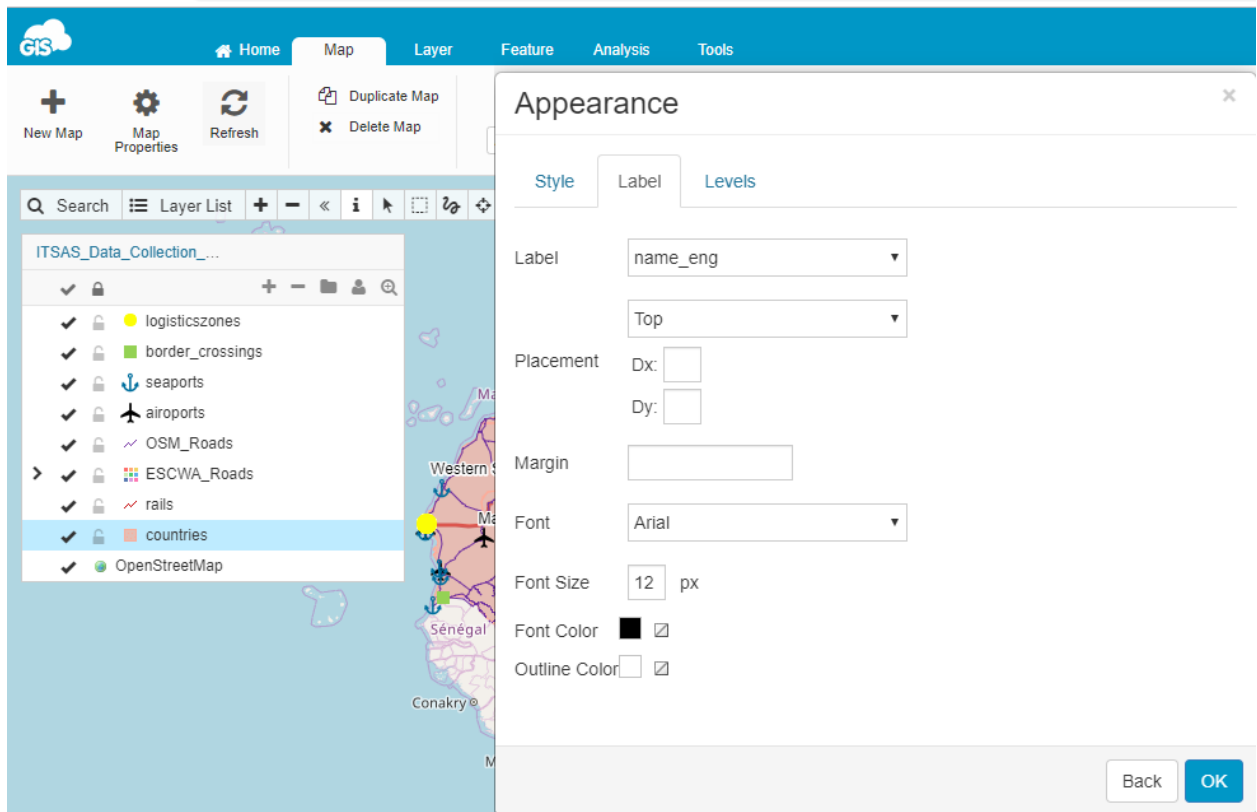 GIS
Home
Map
Layer
Feature
Analysis
Tools
New Map
Map
Properties
Refresh
Duplicate Map
Delete Map
Search
Layer List
ITSAS_Data_Collection_...
logisticszones
border_crossings
seaports
airoports
OSM_Roads
ESCWA_Roads
rails
countries
OpenStreetMap
Western
Sénégal
Conakry
Appearance
Style
Label
Levels
Label
name_eng
Top
Placement
Dx:
Dy:
Margin
Font
Arial
Font Size
12 px
Font Color
Outline Color
Back
OK